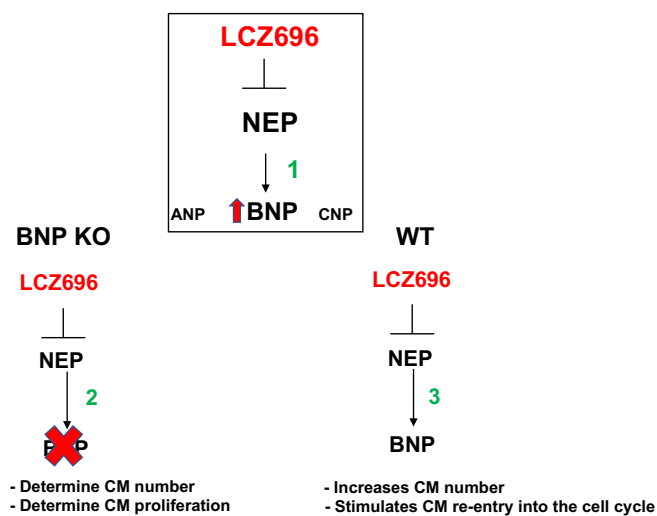 LCZ696
NEP
1
ANP BNP CNP
BNP KO
LCZ696
NEP
2
- Determine CM number
- Determine CM proliferation
WT
LCZ696
NEP
3
BNP
- Increases CM number
- Stimulates CM re-entry into the cell cycle